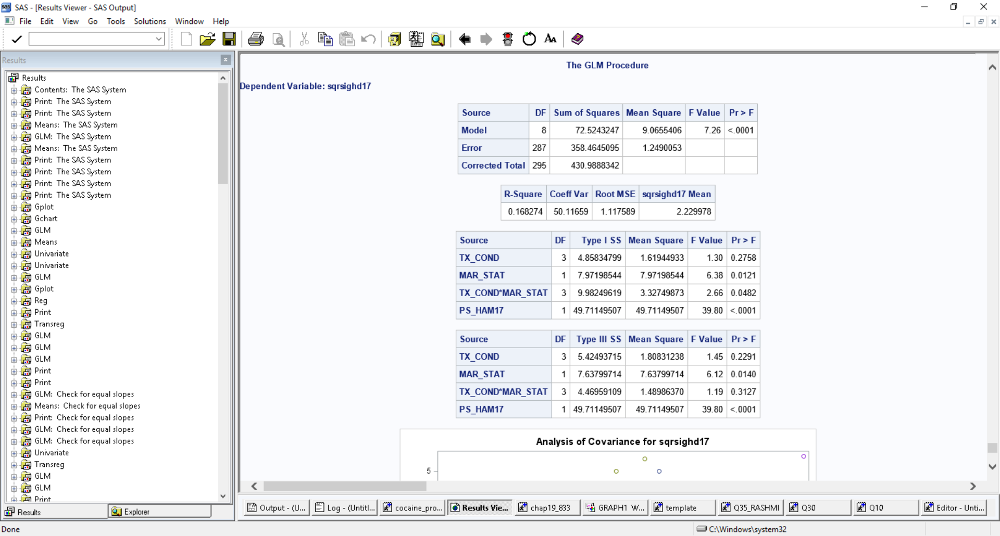 SAS - [Results Viewer - SAS Output]
File Edit View Go Tools Solutions Window Help
Results
Results
Contents: The SAS System
Print: The SAS System
Print: The SAS System
Means: The SAS System
GLM: The SAS System
Means: The SAS System
Print: The SAS System
Print: The SAS System
Print: The SAS System
Print: The SAS System
Gplot
Gchart
GLM
Means
Univariate
Univariate
GLM
Gplot
Reg
Print
Transreg
GLM
GLM
GLM
Print
Print
GLM: Check for equal slopes
Means: Check for equal slopes
Print: Check for equal slopes
GLM: Check for equal slopes
GLM: Check for equal slopes
Univariate
Transreg
GLM
GLM
Print
Results Explorer
The GLM Procedure
Dependent Variable: sqrsighd17
Source DF Sum of Squares Mean Square F Value Pr > F
Model 8 72.5243247 9.0655406 7.26 <.0001
Error 287 358.4645095 1.2490053
Corrected Total 295 430.9888342
R-Square Coeff Var Root MSE sqrsighd17 Mean
0.168274 50.11659 1.117589 2.229978
Source DF Type I SS Mean Square F Value Pr > F
TX_COND 3 4.85834799 1.61944933 1.30 0.2758
MAR_STAT 1 7.97198544 7.97198544 6.38 0.0121
TX_COND*MAR_STAT 3 9.98249619 3.32749873 2.66 0.0482
PS_HAM17 1 49.71149507 49.71149507 39.80 <.0001
Source DF Type III SS Mean Square F Value Pr > F
TX_COND 3 5.42493715 1.80831238 1.45 0.2291
MAR_STAT 1 7.63799714 7.63799714 6.12 0.0140
TX_COND*MAR_STAT 3 4.46959109 1.48986370 1.19 0.3127
PS_HAM17 1 49.71149507 49.71149507 39.80 <.0001
Analysis of Covariance for sqrsighd17
5
Output - (U... Log - (Untitl... cocaine_pro... Results Vie... chap19_833 GRAPH1 W... template Q35_RASHMI Q30 Q10 Editor - Unti...
Done C:\Windows\system32